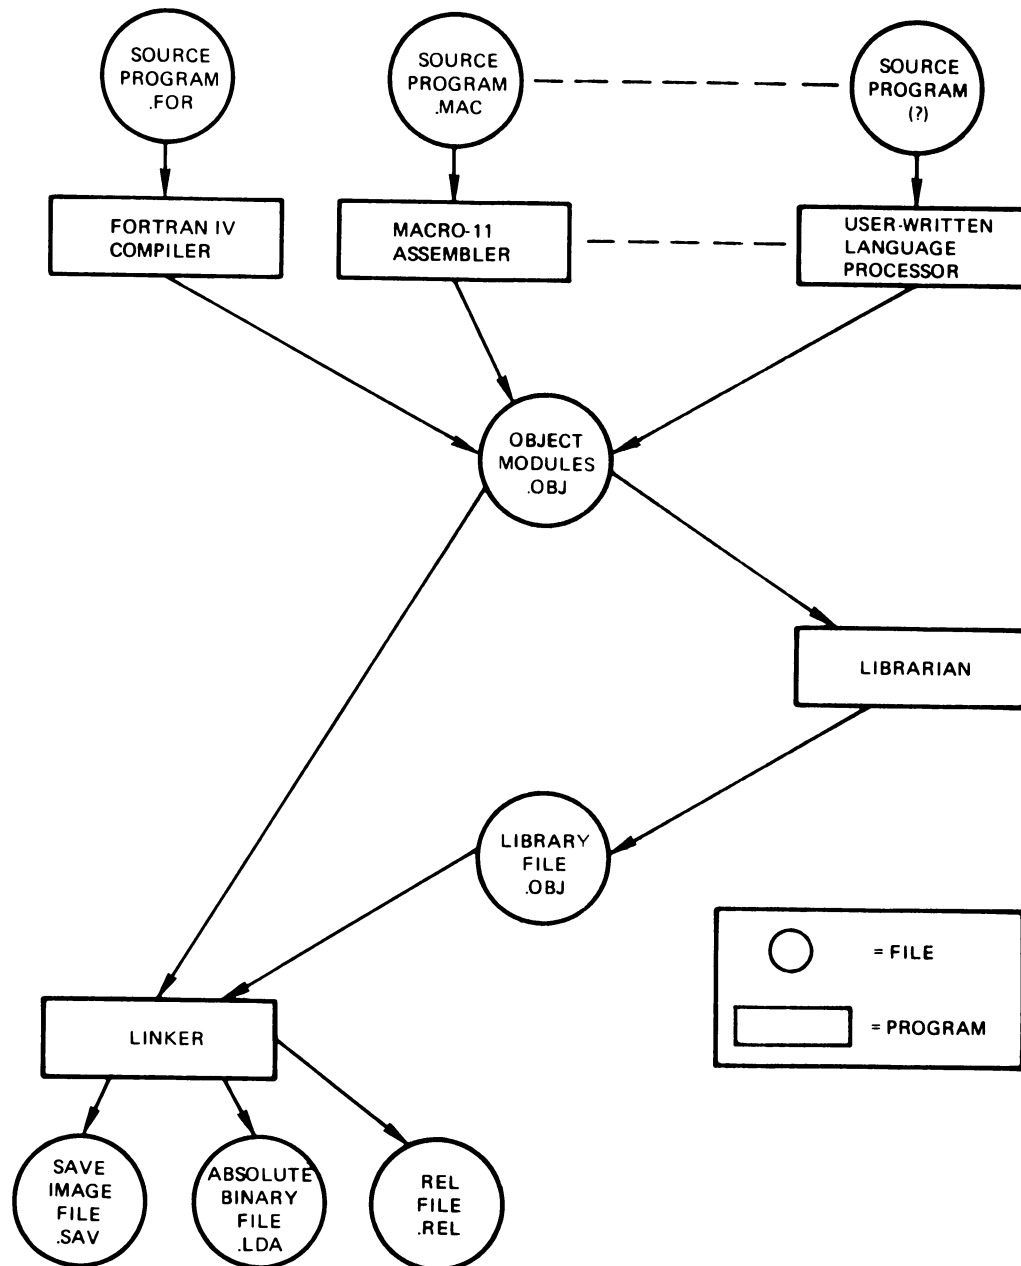 SOURCE
PROGRAM
.FOR
SOURCE
PROGRAM
.MAC
SOURCE
PROGRAM
(?)
FORTRAN IV
COMPILER
MACRO-11
ASSEMBLER
USER-WRITTEN
LANGUAGE
PROCESSOR
OBJECT
MODULES
.OBJ
LIBRARIAN
LIBRARY
FILE
.OBJ
= FILE
= PROGRAM
LINKER
SAVE
IMAGE
FILE
.SAV
ABSOLUTE
BINARY
FILE
.LDA
REL
FILE
.REL